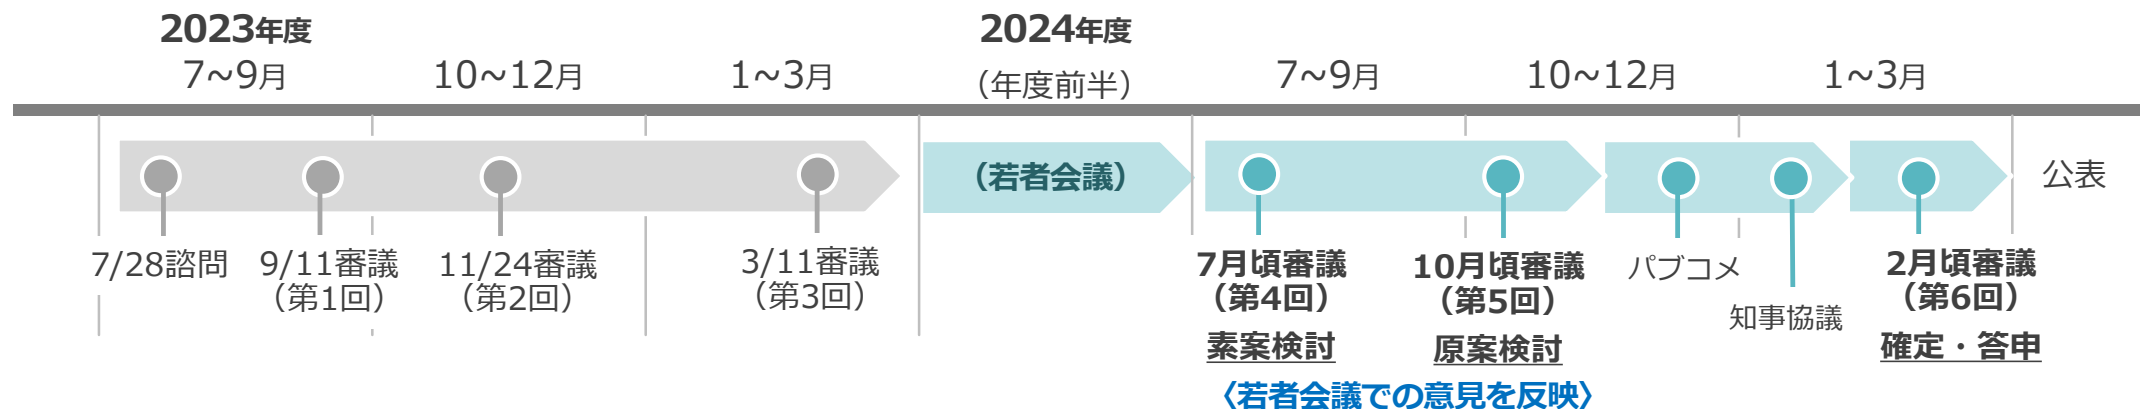 2023年度
2024年度
7~9月
10~12月
1~3月
（年度前半）
7~9月
10~12月
1~3月
（若者会議）
公表
7/28諮問
9/11審議
（第1回）
11/24審議
（第2回）
3/11審議
（第3回）
7月頃審議
（第4回）
素案検討
10月頃審議
（第5回）
原案検討
〈若者会議での意見を反映〉
パブコメ
知事協議
2月頃審議
（第6回）
確定・答申